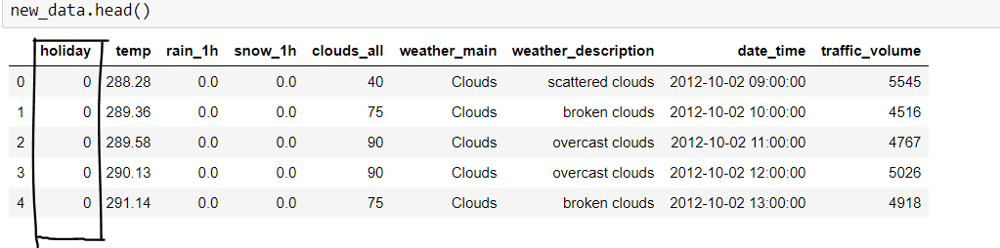 new_data.head()
holiday temp rain_1h snow_1h clouds_all weather_main weather_description date_time traffic_volume
0 0 288.28 0.0 0.0 40 Clouds scattered clouds 2012-10-02 09:00:00 5545
1 0 289.36 0.0 0.0 75 Clouds broken clouds 2012-10-02 10:00:00 4516
2 0 289.58 0.0 0.0 90 Clouds overcast clouds 2012-10-02 11:00:00 4767
3 0 290.13 0.0 0.0 90 Clouds overcast clouds 2012-10-02 12:00:00 5026
4 0 291.14 0.0 0.0 75 Clouds broken clouds 2012-10-02 13:00:00 4918